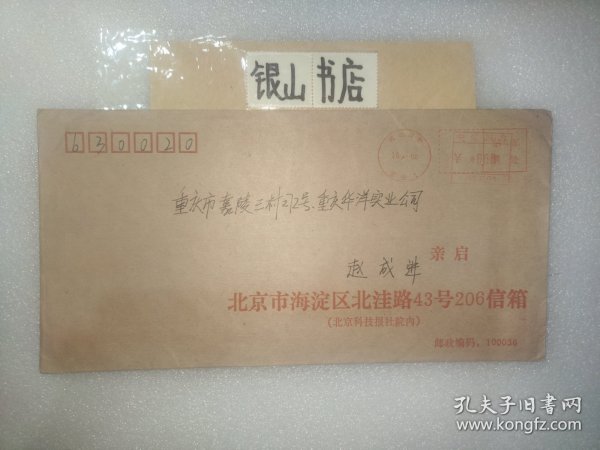 银山书店
630020
重庆市嘉陵三村272号、重庆华洋实业公司
亲启
赵成
北京市海淀区北洼路43号206信箱
(北京科技报社院内)
邮政编码:100036
孔夫子旧书网
www.kongfz.com